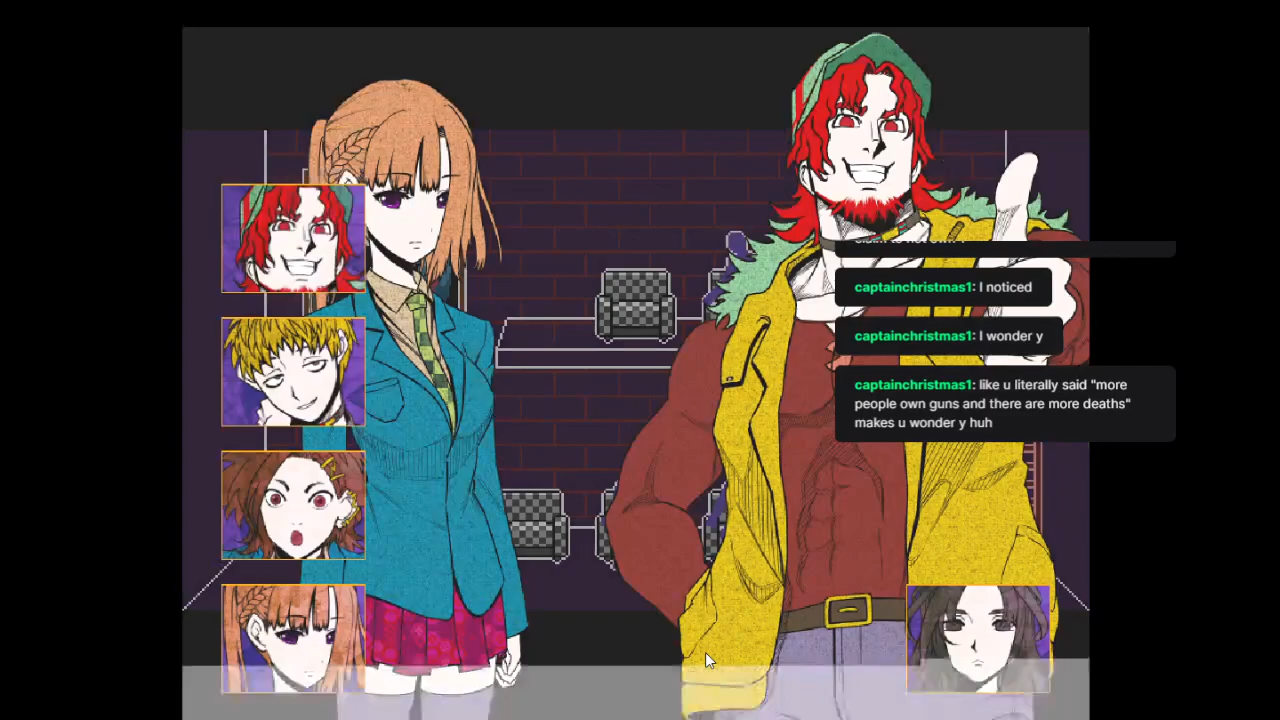 captainchristmas1: I noticed
captainchristmas1: I wonder y
captainchristmas1: like u literally said "more
people own guns and there are more deaths"
makes u wonder y huh